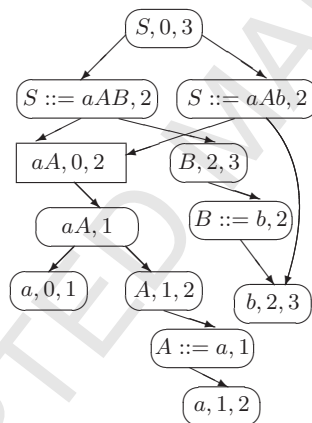 S, 0, 3
S ::= aAB, 2
S ::= aAb, 2
aA, 0, 2
B, 2, 3
aA, 1
B ::= b, 2
a, 0, 1
A, 1, 2
b, 2, 3
A ::= a, 1
a, 1, 2